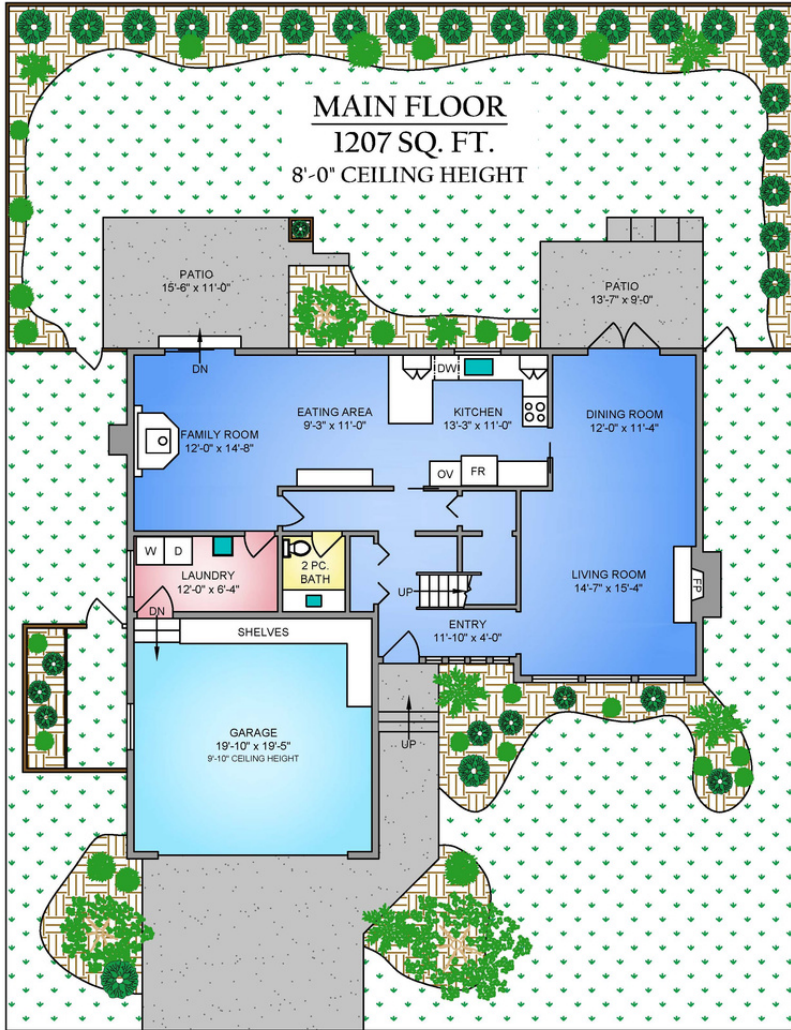 MAIN FLOOR
1207 SQ. FT.
8'-0" CEILING HEIGHT
PATIO
15'-6" x 11'-0"
PATIO
13'-7" x 9'-0"
DN
DW
EATING AREA
9'-3" x 11'-0"
KITCHEN
13'-3" x 11'-0"
DINING ROOM
12'-0" x 11'-4"
FAMILY ROOM
12'-0" x 14'-8"
OV
FR
W
D
LAUNDRY
12'-0" x 6'-4"
2 PC.
BATH
LIVING ROOM
14'-7" x 15'-4"
FP
UP
DN
ENTRY
11'-10" x 4'-0"
SHELVES
GARAGE
19'-10" x 19'-5"
9'-10" CEILING HEIGHT
UP